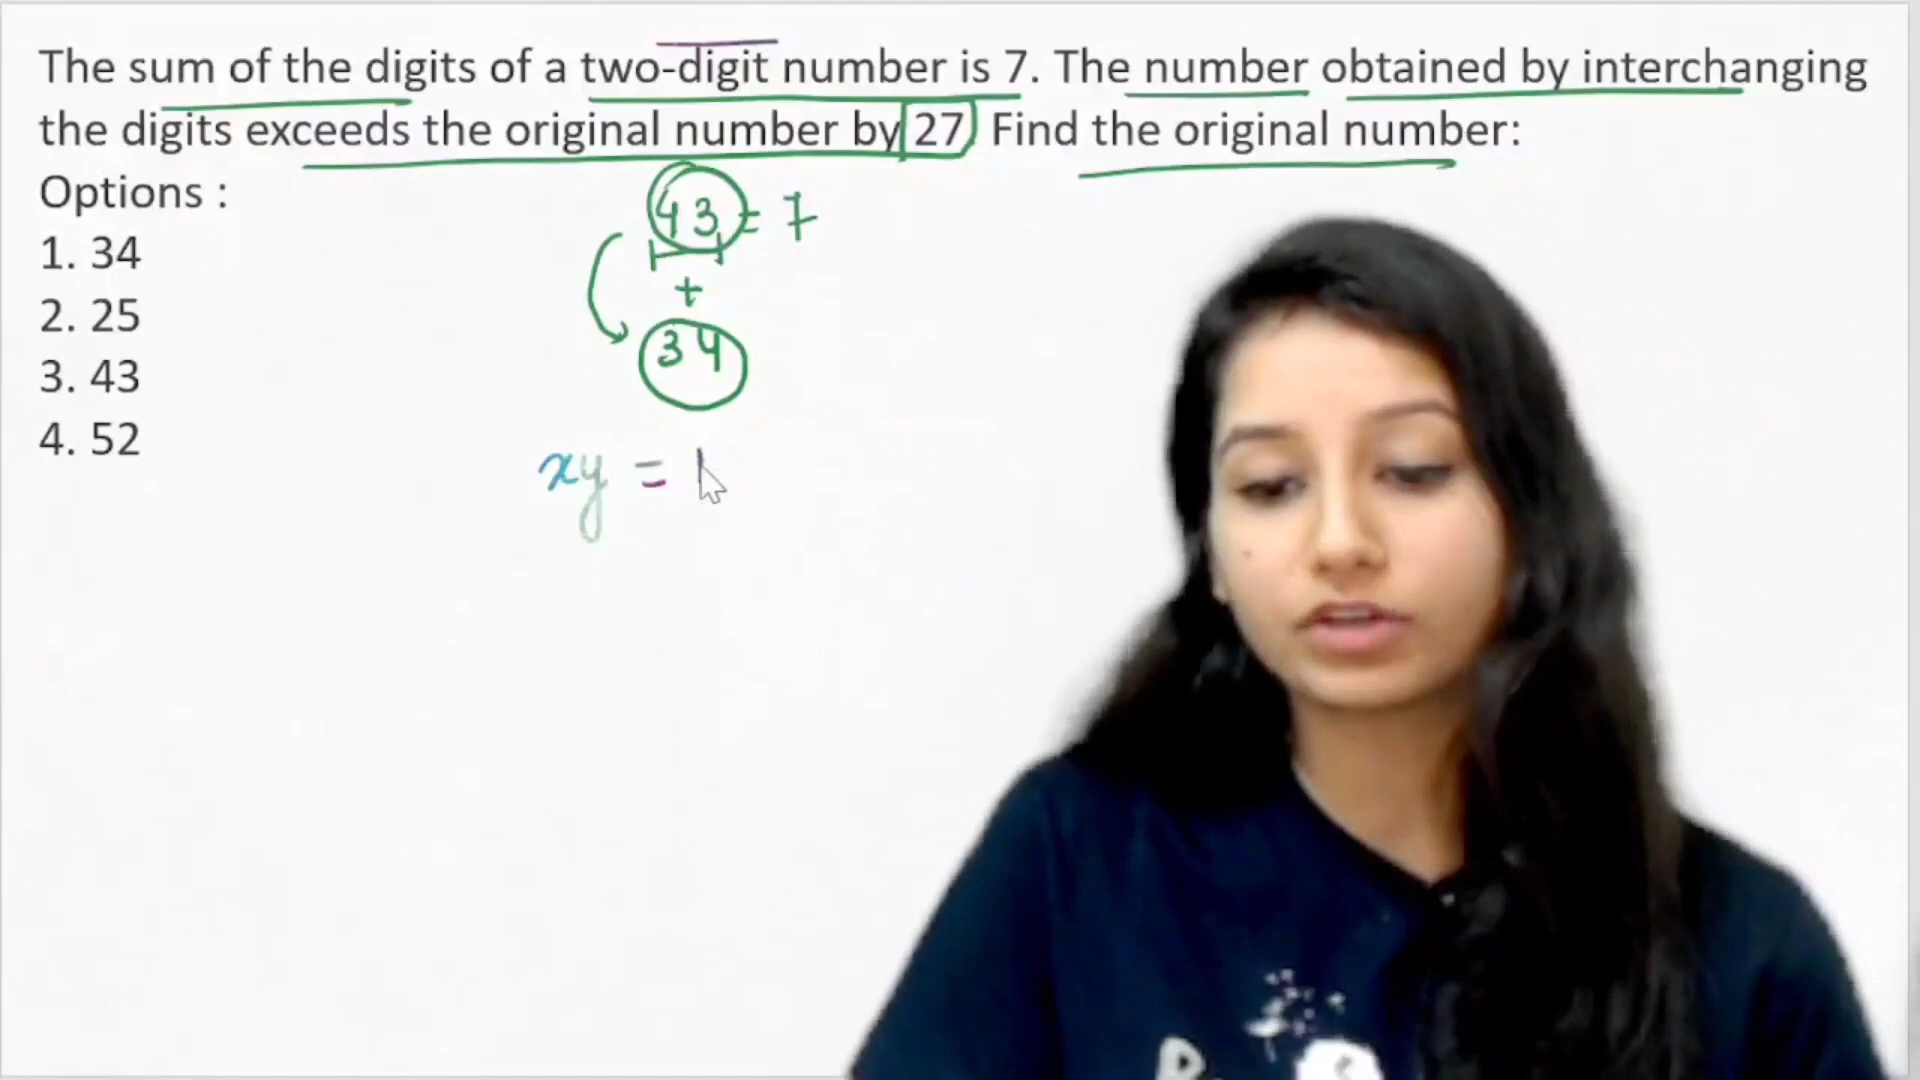 The sum of the digits of a two-digit number is 7. The number obtained by interchanging
the digits exceeds the original number by 27 Find the original number:
Options :
1. 34
2. 25
3. 43
4. 52
43 = 7
+
34
xy =